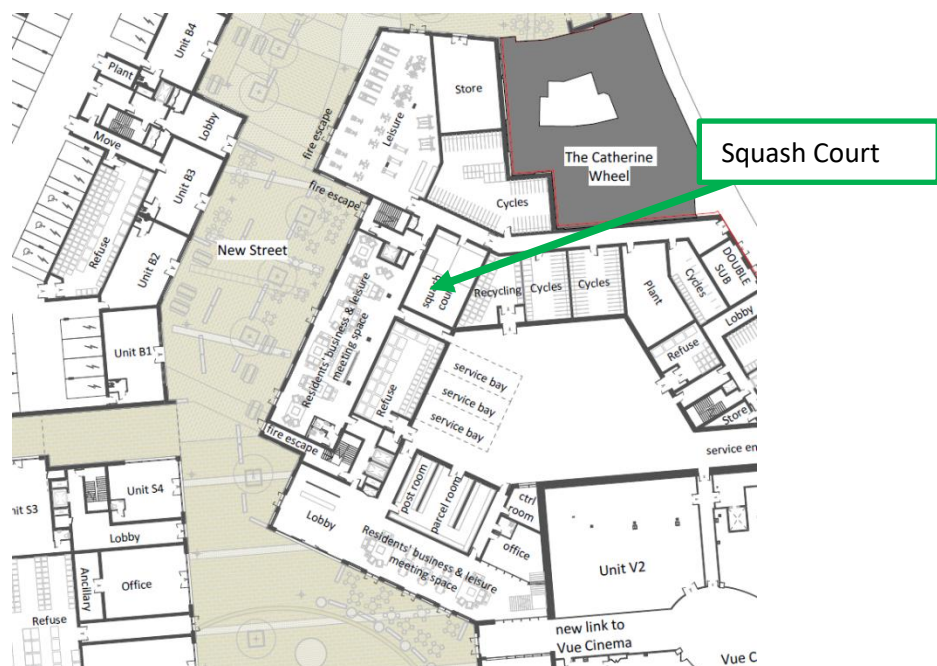 Unit B4
Plant
Lobby
Move
Unit B3
Refuse
Unit B2
Unit B1
New Street
fire escape
Leisure
fire escape
Store
Cycles
The Catherine
Wheel
Squash Court
squash
court
Recycling
Cycles
Cycles
Plant
Cycles
DOUBLE
SUB
Lobby
Refuse
Store
Residents' business & leisure
meeting space
Refuse
service bay
service bay
service bay
fire escape
service en
nit S3
Unit S4
Lobby
Ancillary
Office
Refuse
Lobby
post room
parcel room
ctrl
room
office
Residents' business & leisure
meeting space
Unit V2
new link to
Vue Cinema
Vue C